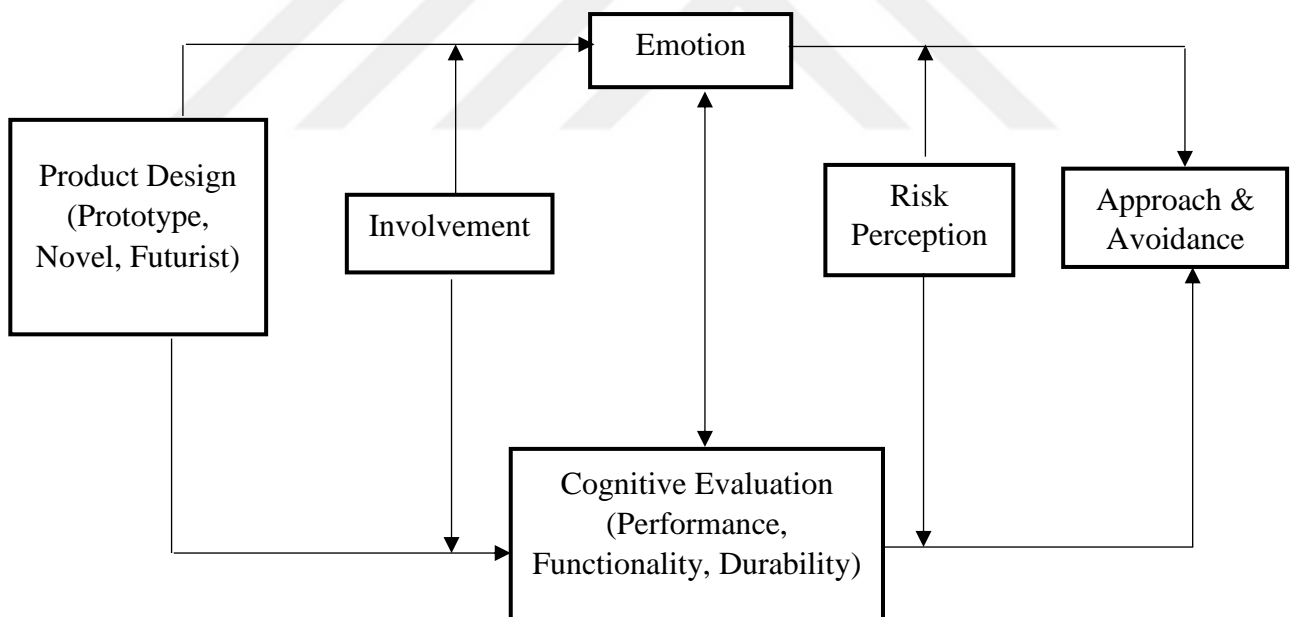 Emotion
Product Design
(Prototype,
Novel, Futurist)
Involvement
Risk
Perception
Approach &
Avoidance
Cognitive Evaluation
(Performance,
Functionality, Durability)